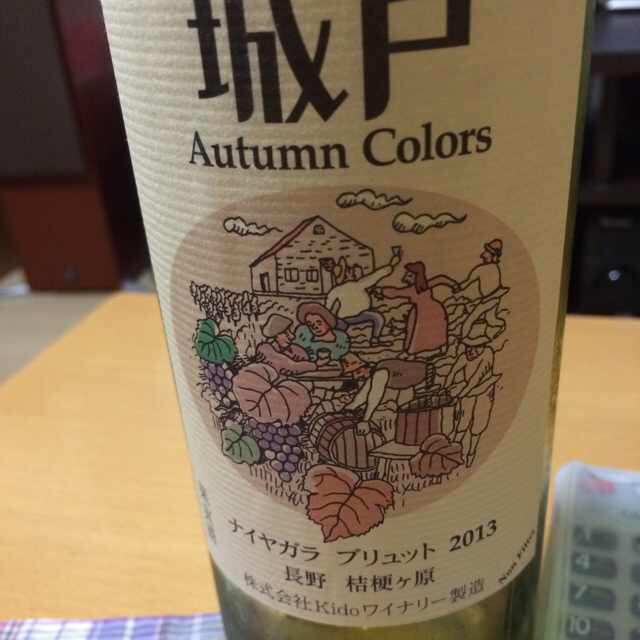 城戸
Autumn Colors
ナイヤガラ ブリュット 2013
長野 桔梗ヶ原
株式会社Kidoワイナリー製造